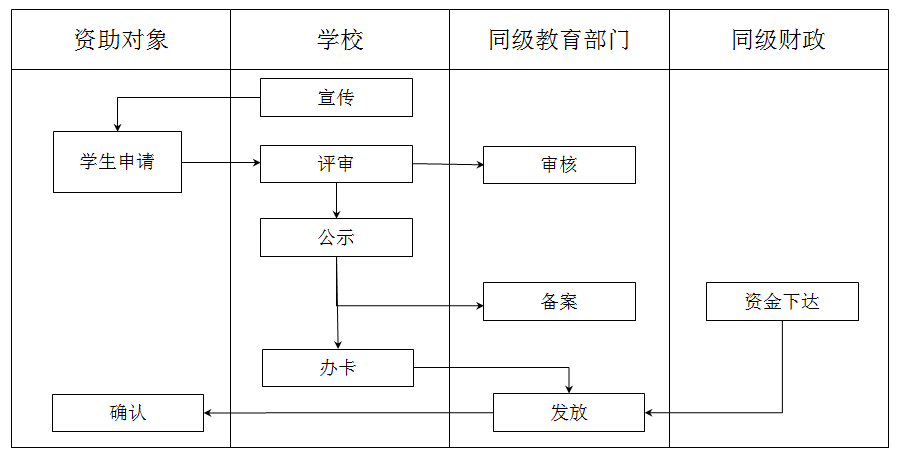 资助对象
学校
同级教育部门
同级财政
宣传
学生申请
评审
审核
公示
备案
资金下达
办卡
确认
发放